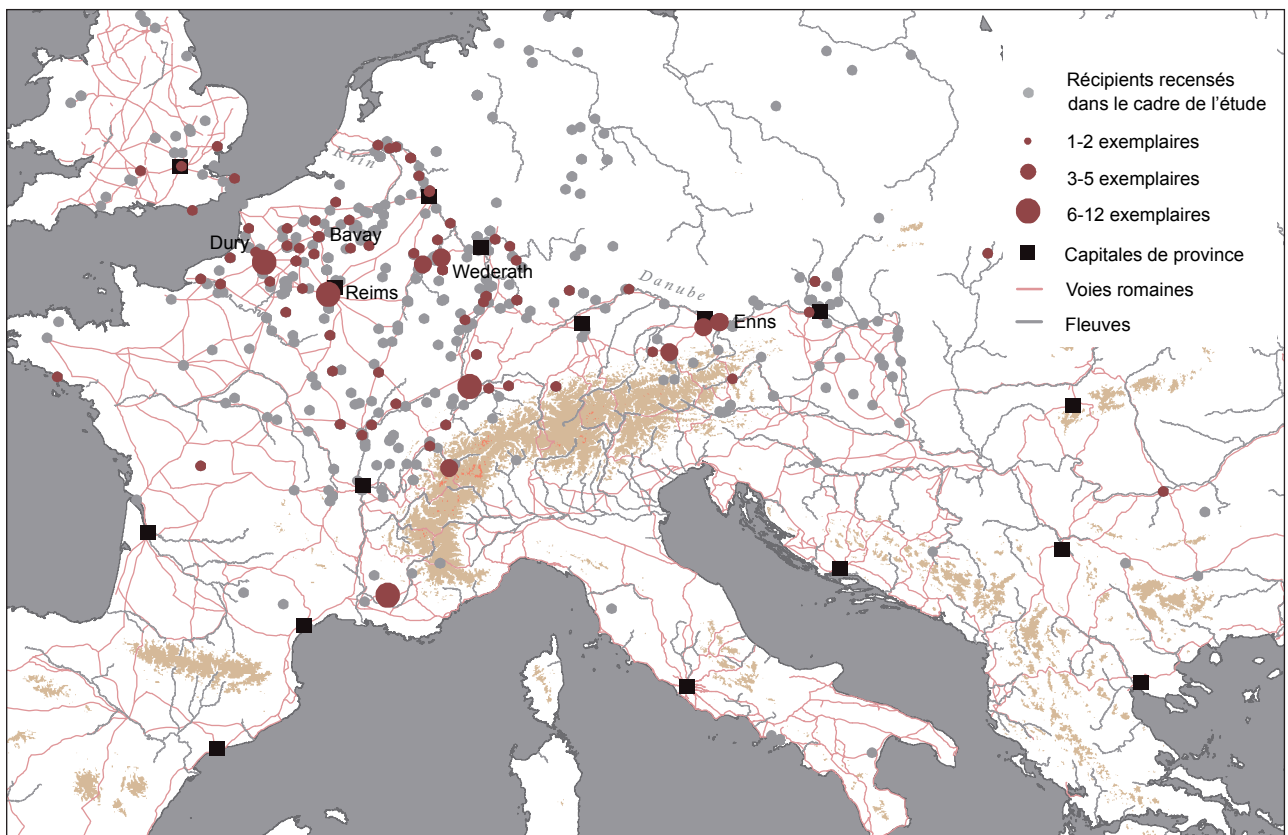 Récipients recensés
dans le cadre de l'étude
1-2 exemplaires
3-5 exemplaires
6-12 exemplaires
Capitales de province
Voies romaines
Fleuves
Rhin
Dury
Bavay
Wederath
Reims
Danube
Enns